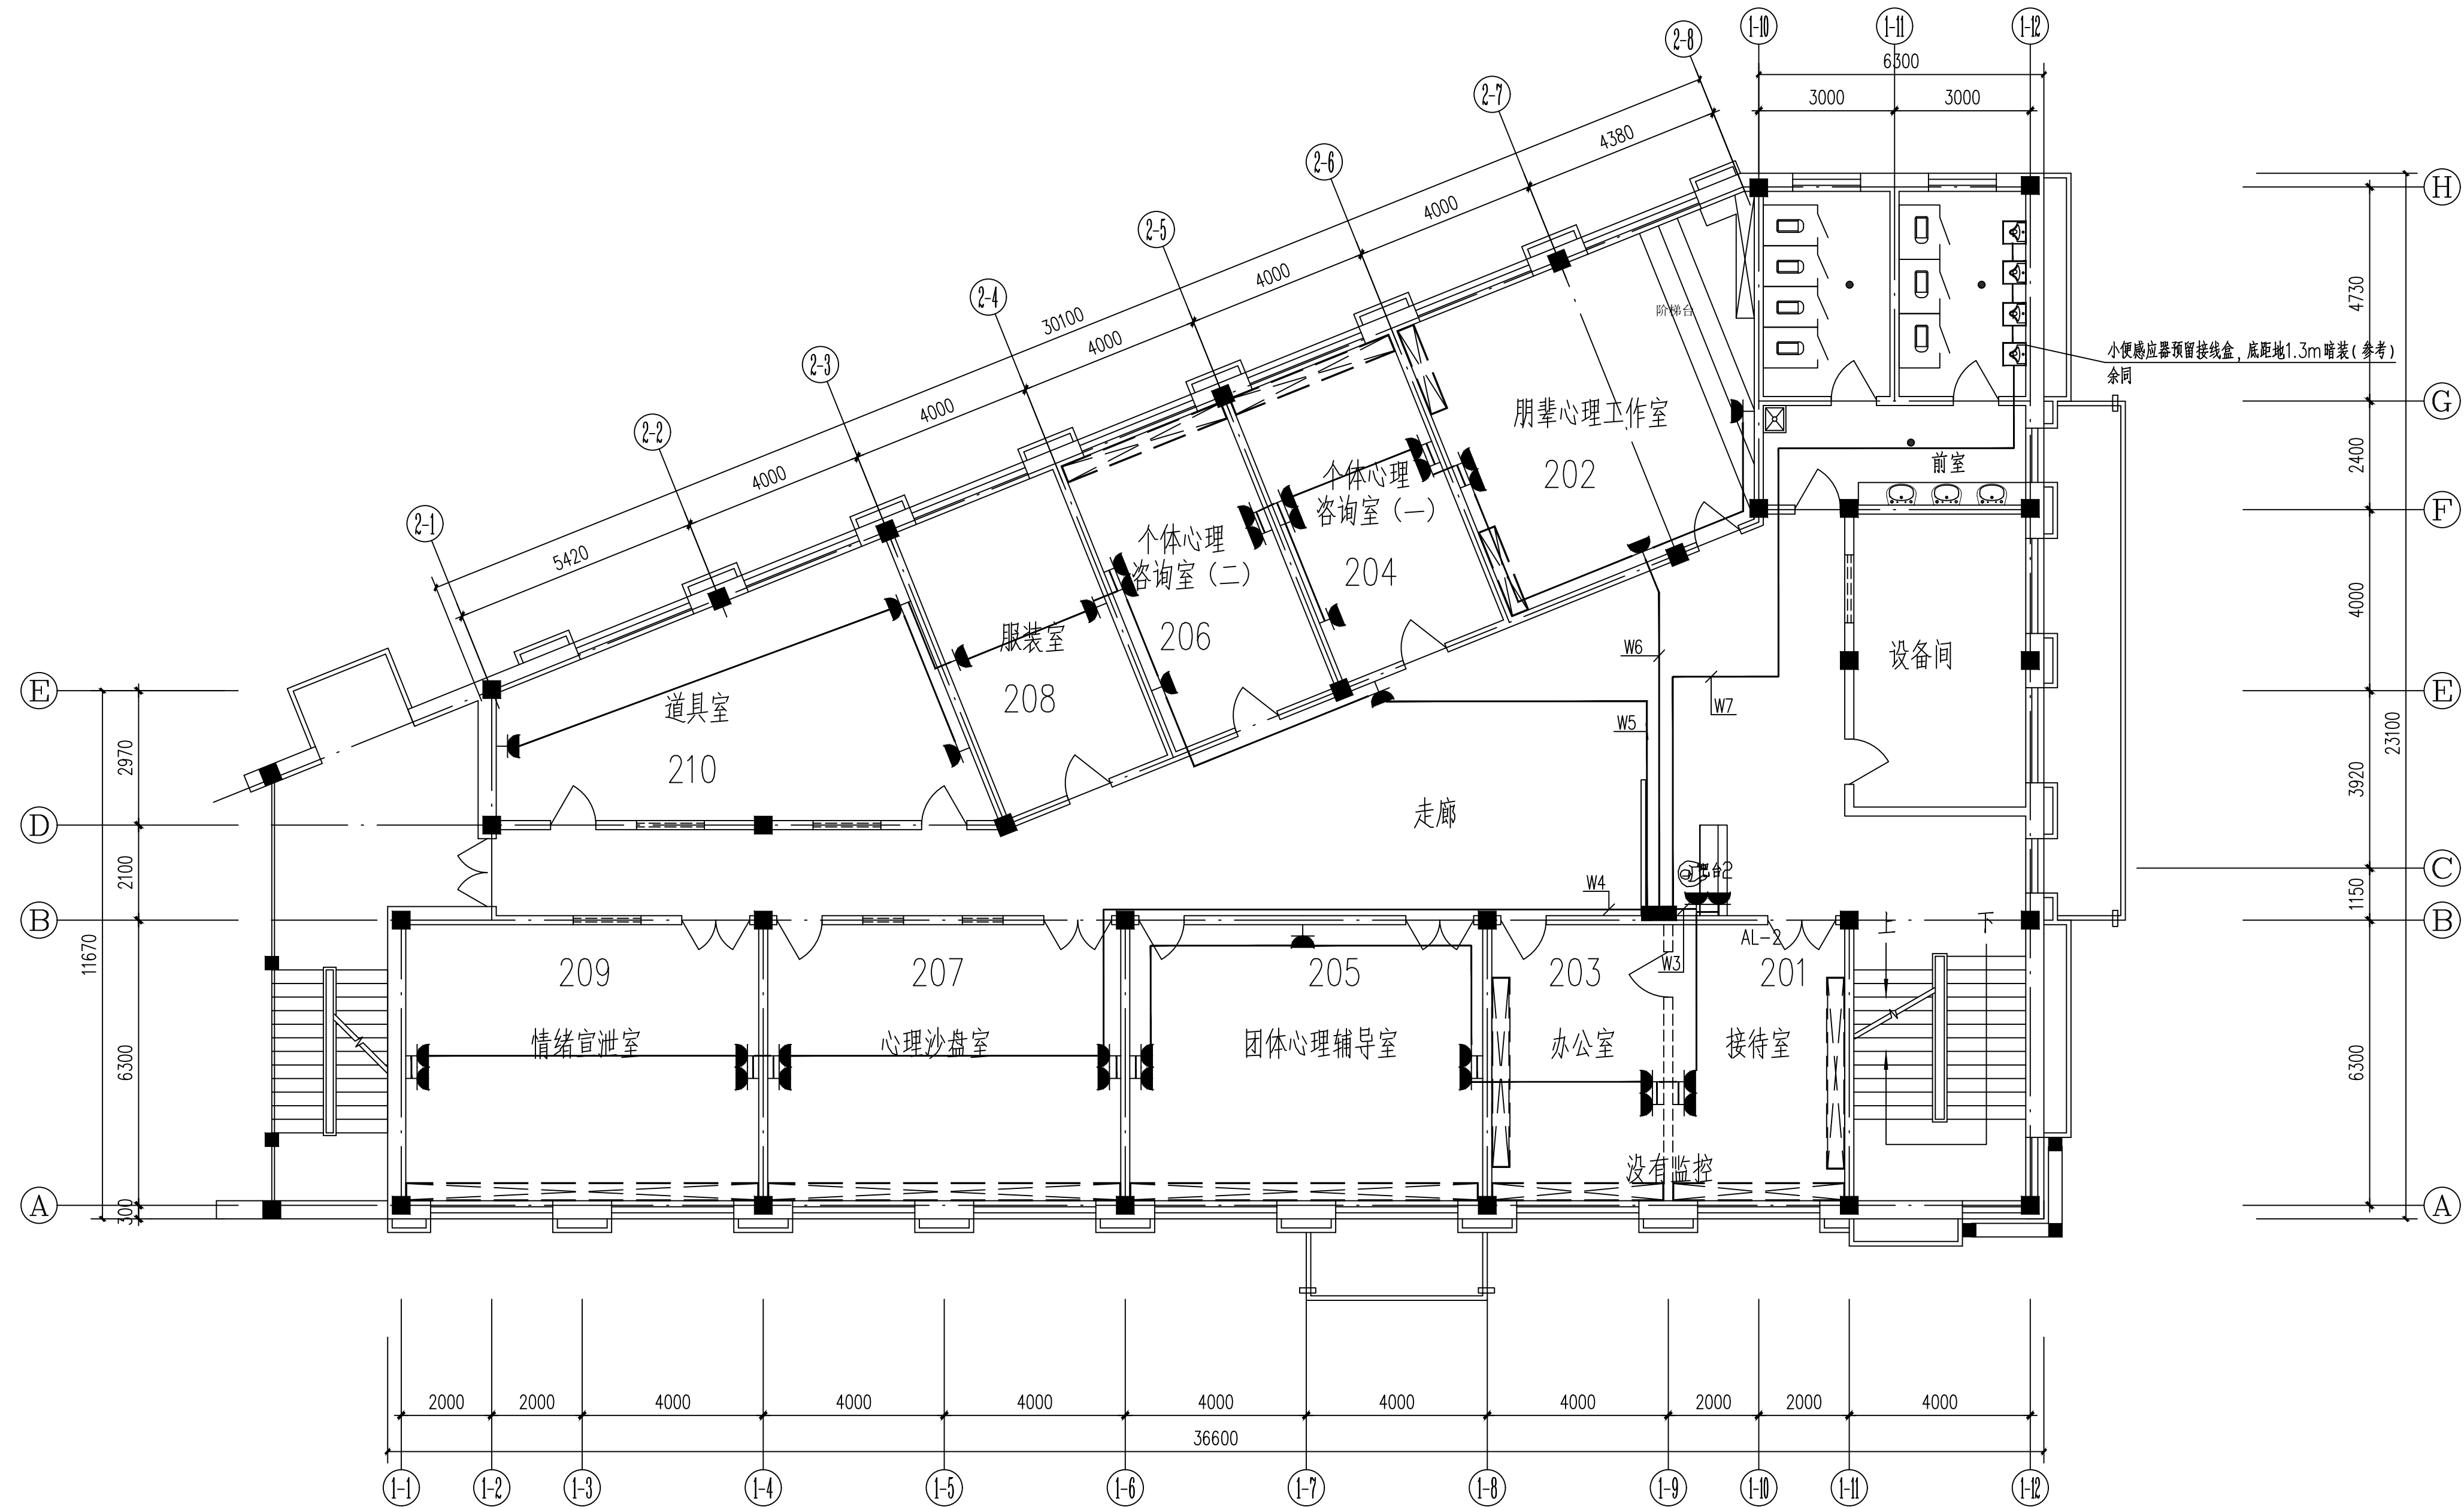 2-8
1-10
1-11
1-12
6300
3000
3000
2-7
4380
2-6
4000
H
2-5
4000
4730
2-4
30100
4000
阶梯台
小便感应器预留接线盒，底距地1.3m暗装(参考)
余同
2-3
4000
G
朋辈心理工作室
202
2-2
4000
前室
2400
个体心理
咨询室（一）
204
2-1
5420
F
个体心理
咨询室（二）
206
4000
服装室
208
W6
设备间
E
E
道具室
210
W5
W7
23100
2970
3920
走廊
D
2100
C
W4
1150
B
上
下
B
AL-2
W3
11670
209
207
205
203
201
6300
情绪宣泄室
心理沙盘室
团体心理辅导室
办公室
接待室
6300
没有监控
A
300
A
2000
2000
4000
4000
4000
4000
4000
4000
2000
2000
4000
36600
1-1
1-2
1-3
1-4
1-5
1-6
1-7
1-8
1-9
1-10
1-11
1-12